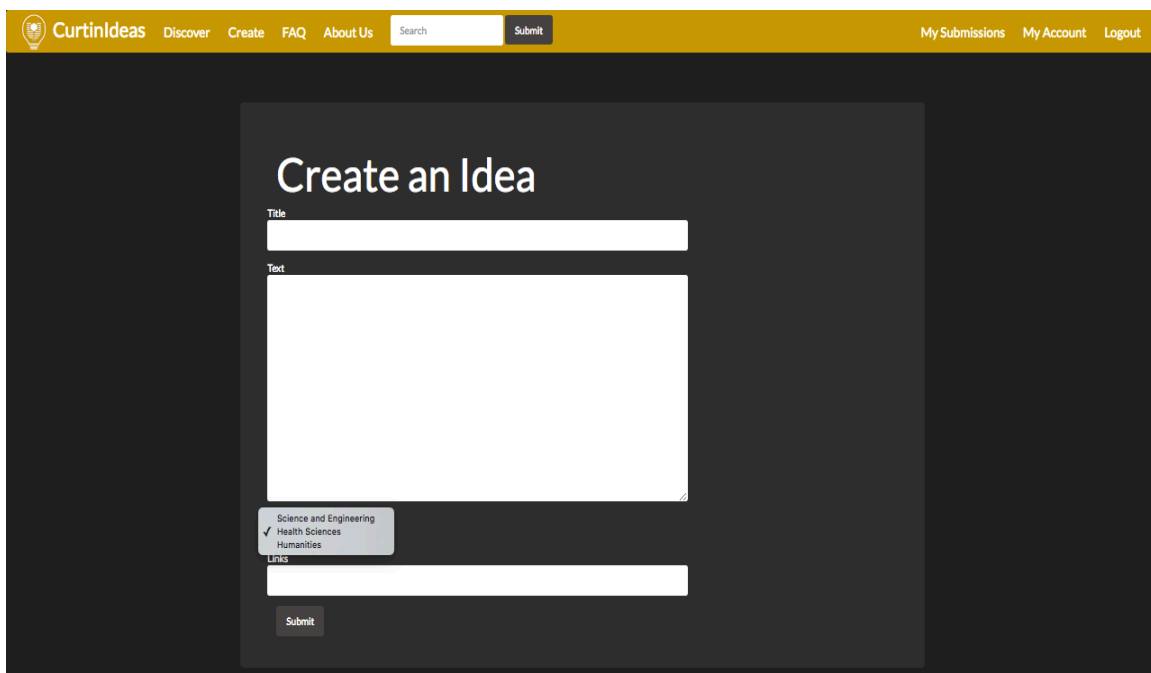 CurtinIdeas Discover Create FAQ About Us Search Submit My Submissions My Account Logout
Create an Idea
Title
Text
Science and Engineering
✓ Health Sciences
Humanities
Links
Submit